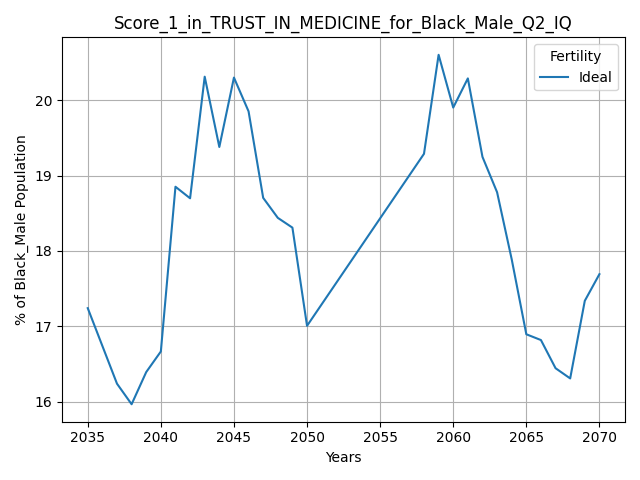 Score_1_in_TRUST_IN_MEDICINE_for_Black_Male_Q2_IQ
Fertility
Ideal
% of Black_Male Population
20
19
18
17
16
2035 2040 2045 2050 2055 2060 2065 2070
Years